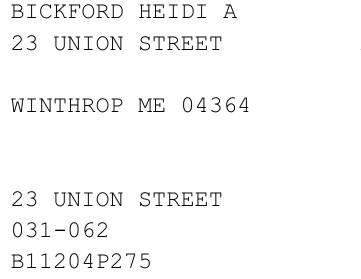 BICKFORD HEIDI A
23 UNION STREET
WINTHROP ME 04364
23 UNION STREET
031-062
B11204P275